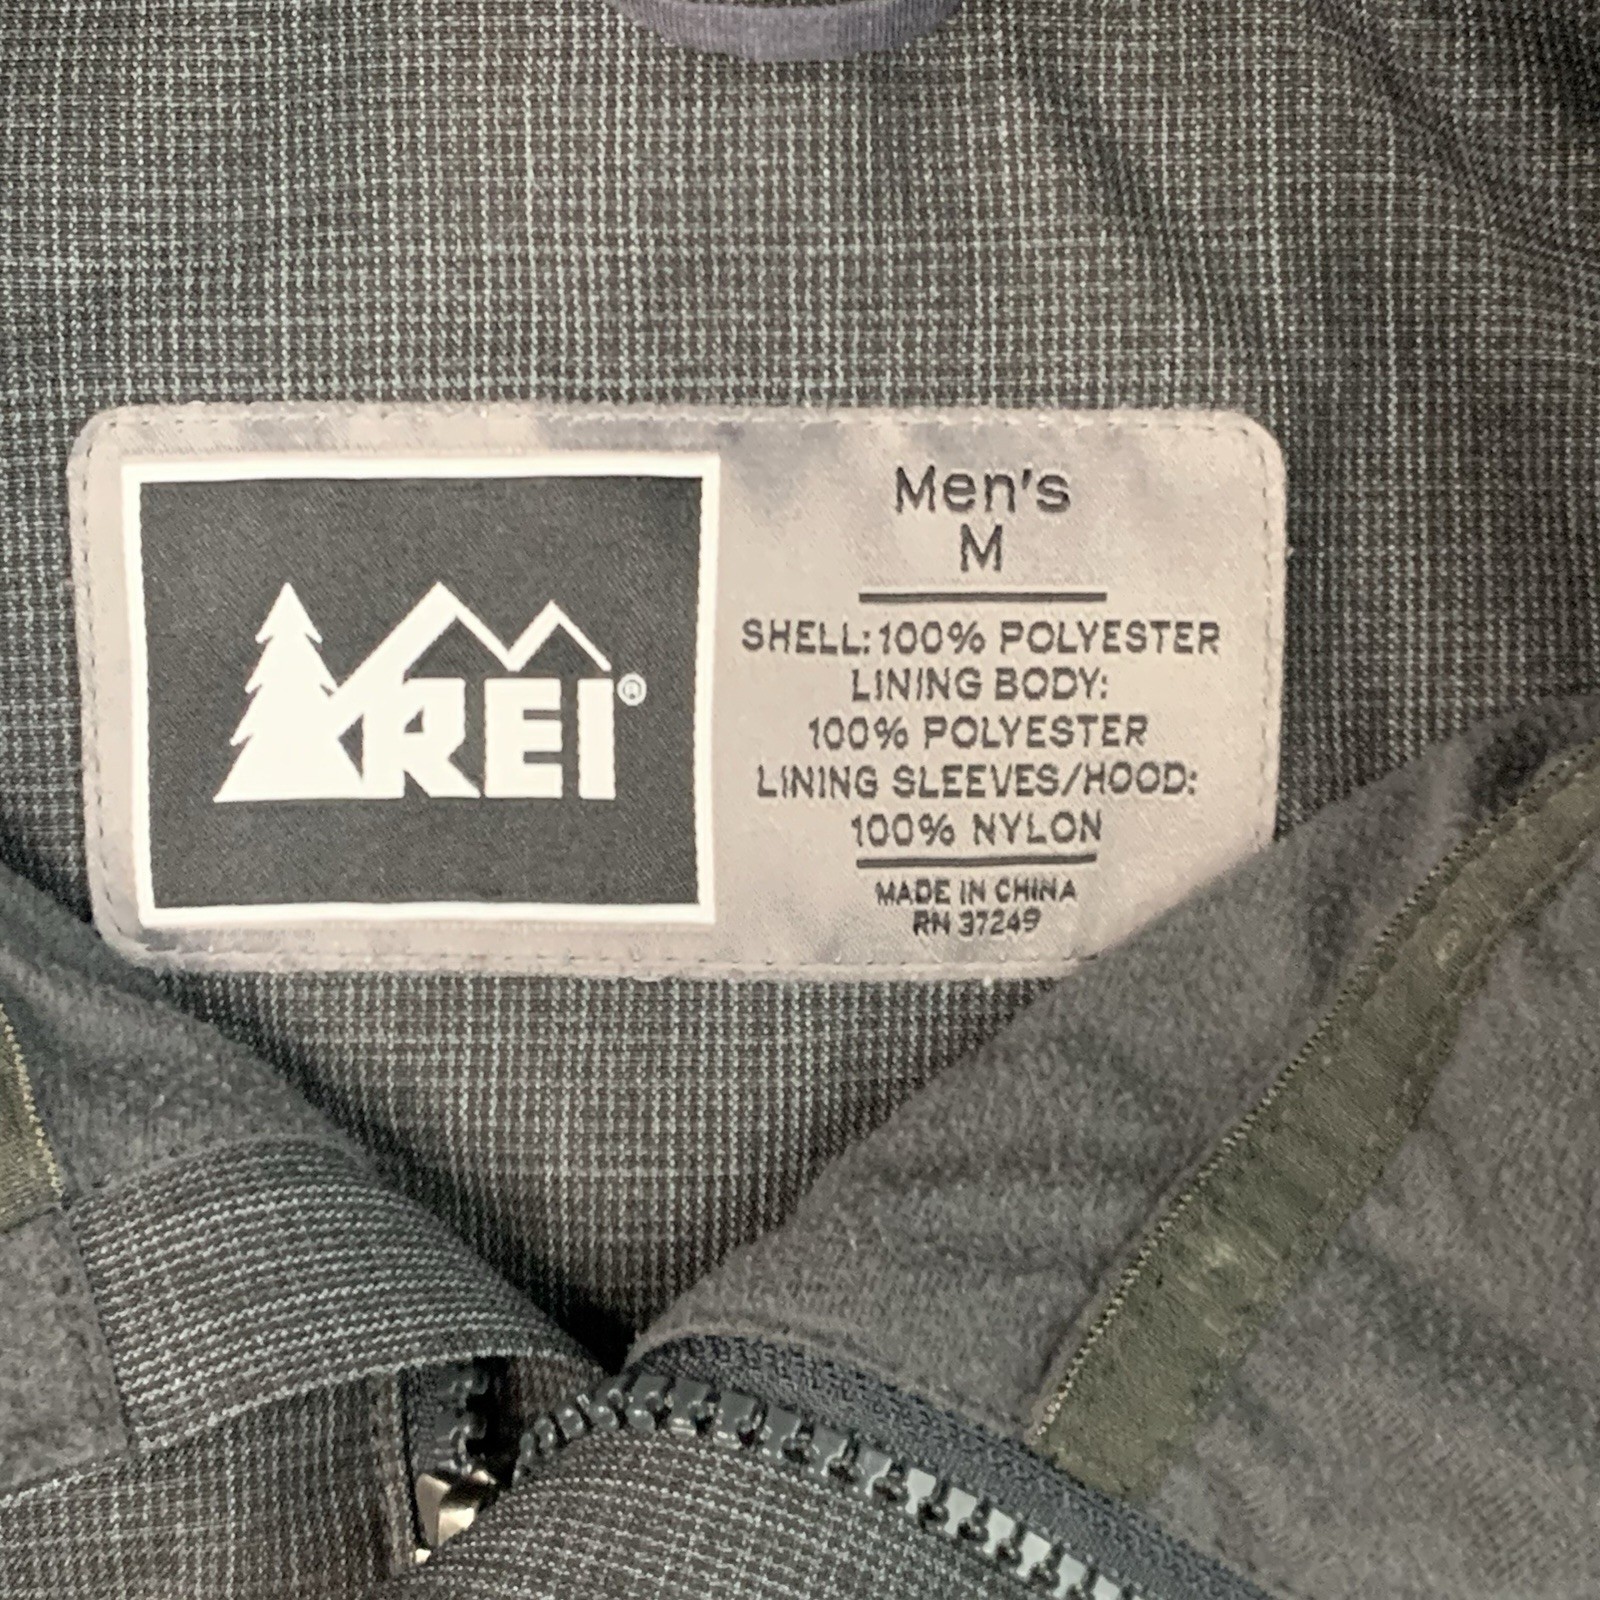 REI®
Men's
M
SHELL: 100% POLYESTER
LINING BODY:
100% POLYESTER
LINING SLEEVES/HOOD:
100% NYLON
MADE IN CHINA
RN 37249